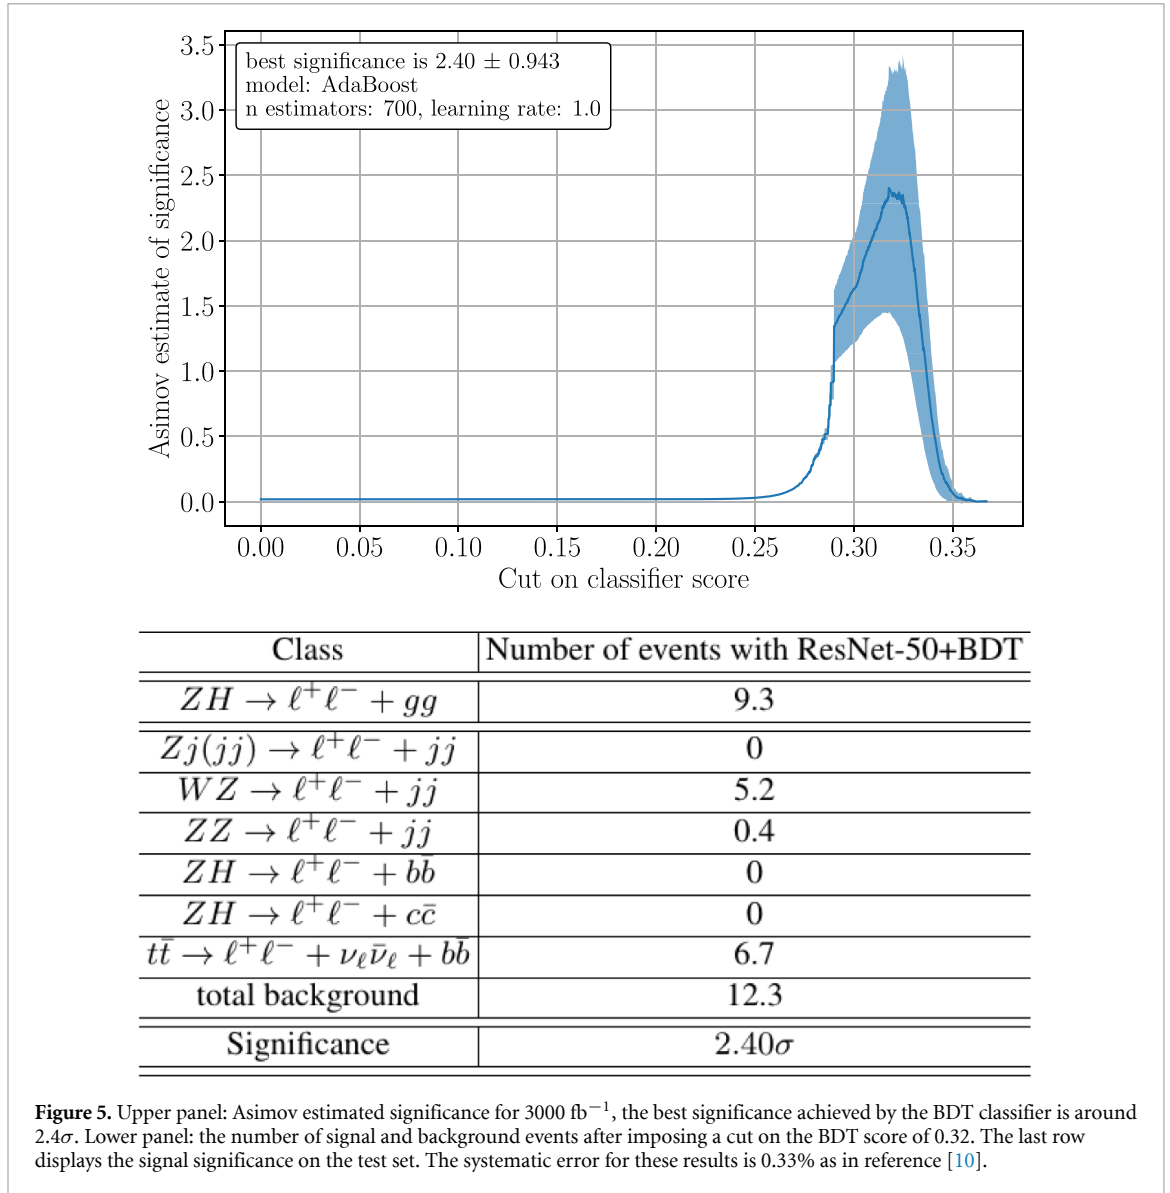 3.5
3.0
2.5
2.0
1.5
1.0
0.5
0.0
Asimov estimate of significance
best significance is 2.40 ± 0.943
model: AdaBoost
n estimators: 700, learning rate: 1.0
0.00 0.05 0.10 0.15 0.20 0.25 0.30 0.35
Cut on classifier score
Class Number of events with ResNet-50+BDT
ZH → ℓ⁺ℓ⁻ + gg 9.3
Zj(jj) → ℓ⁺ℓ⁻ + jj 0
WZ → ℓ⁺ℓ⁻ + jj 5.2
ZZ → ℓ⁺ℓ⁻ + jj 0.4
ZH → ℓ⁺ℓ⁻ + bb̄ 0
ZH → ℓ⁺ℓ⁻ + cc̄ 0
tt̄ → ℓ⁺ℓ⁻ + ν_ℓν̄_ℓ + bb̄ 6.7
total background 12.3
Significance 2.40σ
Figure 5. Upper panel: Asimov estimated significance for 3000 fb⁻¹, the best significance achieved by the BDT classifier is around
2.4σ. Lower panel: the number of signal and background events after imposing a cut on the BDT score of 0.32. The last row
displays the signal significance on the test set. The systematic error for these results is 0.33% as in reference [10].